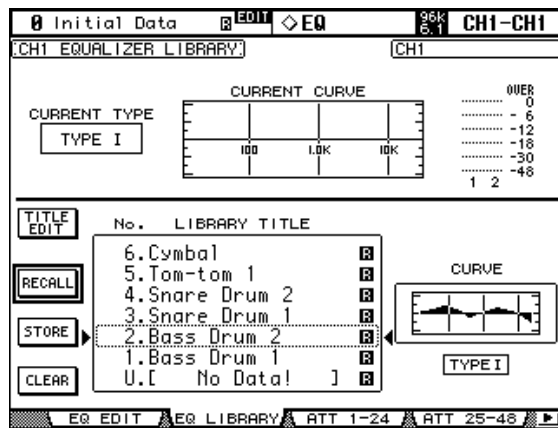 0 Initial Data R EDIT ◇EQ 96k 6.1 CH1-CH1
CH1 EQUALIZER LIBRARY
CH1
CURRENT TYPE
TYPE I
CURRENT CURVE
100 1.0K 10K
OVER
0
- 6
-12
-18
-30
-48
1 2
TITLE EDIT
RECALL
STORE
CLEAR
No. LIBRARY TITLE
6.Cymbal R
5.Tom-tom 1 R
4.Snare Drum 2 R
3.Snare Drum 1 R
2.Bass Drum 2 R
1.Bass Drum 1 R
U.[ No Data! ] R
CURVE
TYPE I
EQ EDIT EQ LIBRARY ATT 1-24 ATT 25-48